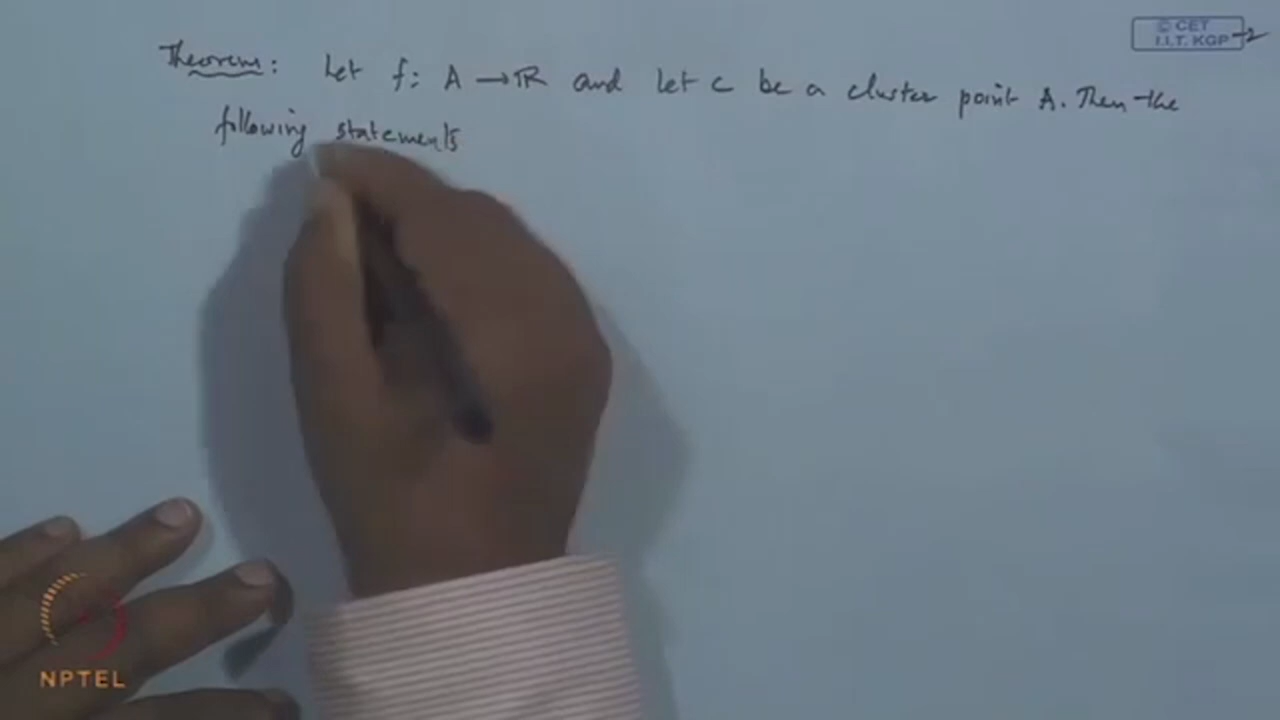 © CET
I.I.T. KGP
Theorem: Let f: A → ℝ and let c be a cluster point A. Then the
following statements
NPTEL